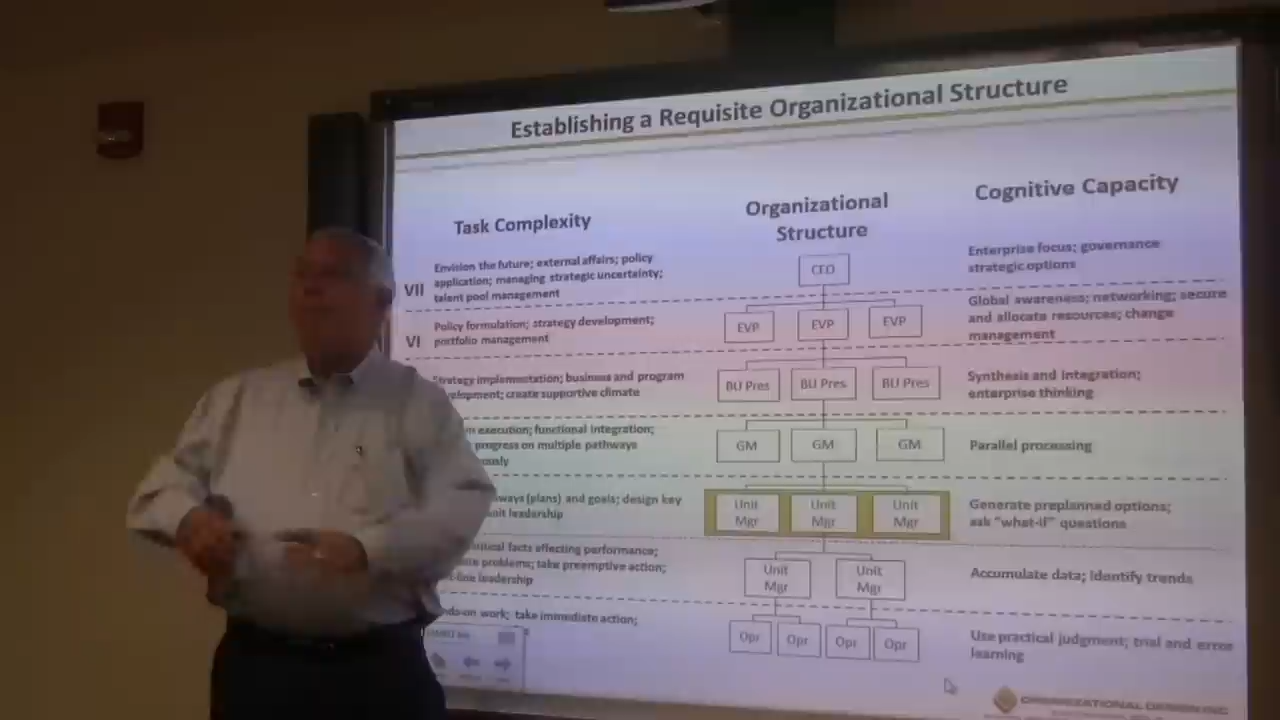 Establishing a Requisite Organizational Structure
Task Complexity
Organizational
Structure
Cognitive Capacity
VII
Envision the future; external affairs; policy
application; managing strategic uncertainty;
talent pool management
CEO
Enterprise focus; governance
strategic options
VI
Policy formulation; strategy development;
portfolio management
EVP
EVP
EVP
Global awareness; networking; secure
and allocate resources; change
management
implemntation; business and program
create supportive climate
BU Pres
BU Pres
BU Pres
Synthesis and integration;
enterprise thinking
execution; functional integration;
progress on multiple pathways
GM
GM
GM
Parallel processing
(plans) and goals; design key
leadership
Unit
Mgr
Unit
Mgr
Unit
Mgr
Generate preplanned options;
ask "what-if" questions
facts affecting performance;
problems; take preemptive action;
leadership
Unit
Mgr
Unit
Mgr
Accumulate data; identify trends
work; take immediate action;
Opr
Opr
Opr
Opr
Use practical judgment; trial and error
learning
ORGANIZATIONAL DESIGN INC.